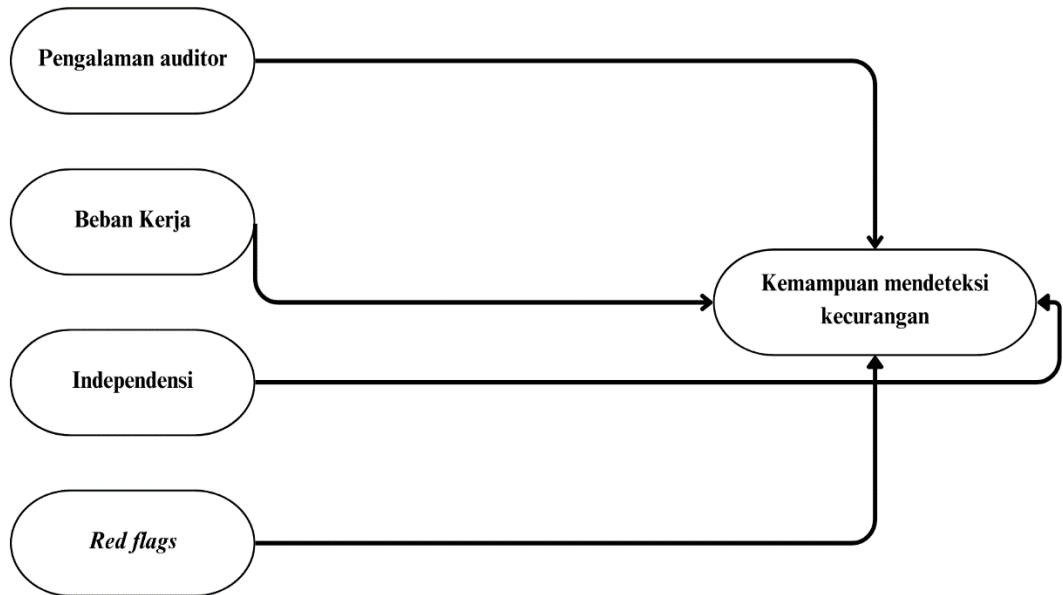 Pengalaman auditor
Beban Kerja
Kemampuan mendeteksi
kecurangan
Independensi
Red flags